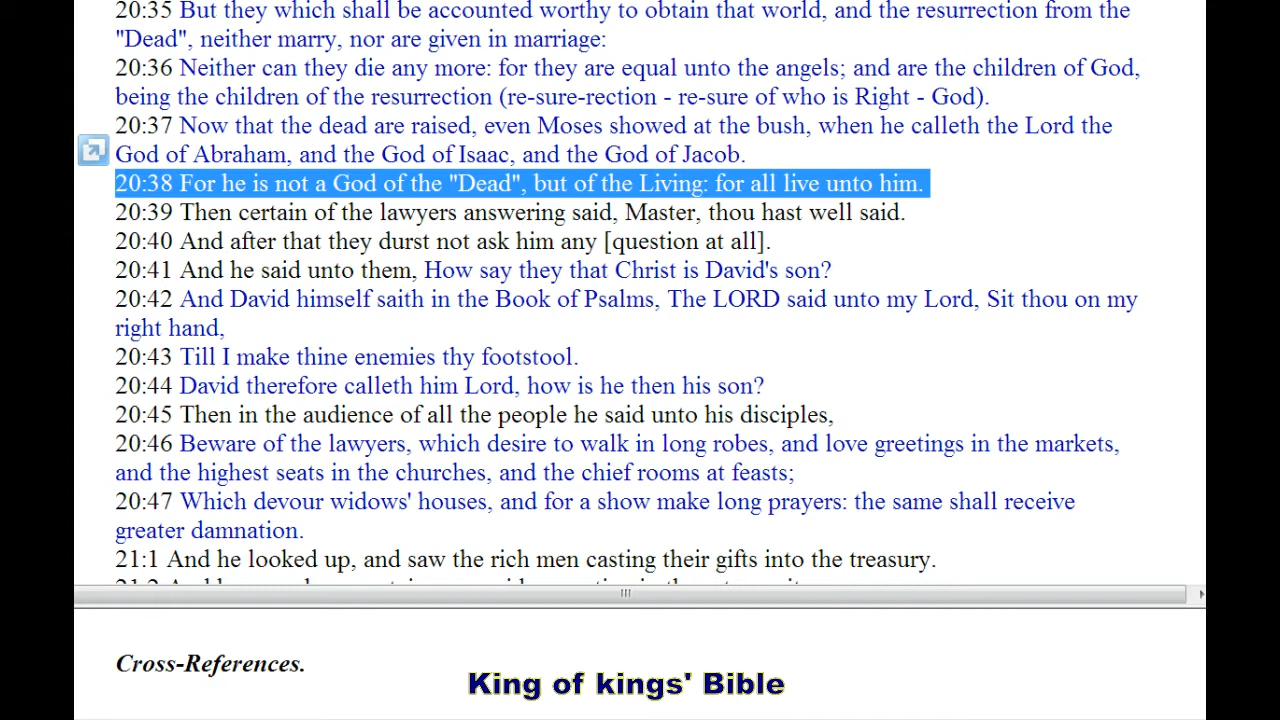 20:35 But they which shall be accounted worthy to obtain that world, and the resurrection from the
"Dead", neither marry, nor are given in marriage:
20:36 Neither can they die any more: for they are equal unto the angels; and are the children of God,
being the children of the resurrection (re-sure-rection - re-sure of who is Right - God).
20:37 Now that the dead are raised, even Moses showed at the bush, when he calleth the Lord the
God of Abraham, and the God of Isaac, and the God of Jacob.
20:38 For he is not a God of the "Dead", but of the Living: for all live unto him.
20:39 Then certain of the lawyers answering said, Master, thou hast well said.
20:40 And after that they durst not ask him any [question at all].
20:41 And he said unto them, How say they that Christ is David's son?
20:42 And David himself saith in the Book of Psalms, The LORD said unto my Lord, Sit thou on my
right hand,
20:43 Till I make thine enemies thy footstool.
20:44 David therefore calleth him Lord, how is he then his son?
20:45 Then in the audience of all the people he said unto his disciples,
20:46 Beware of the lawyers, which desire to walk in long robes, and love greetings in the markets,
and the highest seats in the churches, and the chief rooms at feasts;
20:47 Which devour widows' houses, and for a show make long prayers: the same shall receive
greater damnation.
21:1 And he looked up, and saw the rich men casting their gifts into the treasury.
Cross-References.
King of kings' Bible